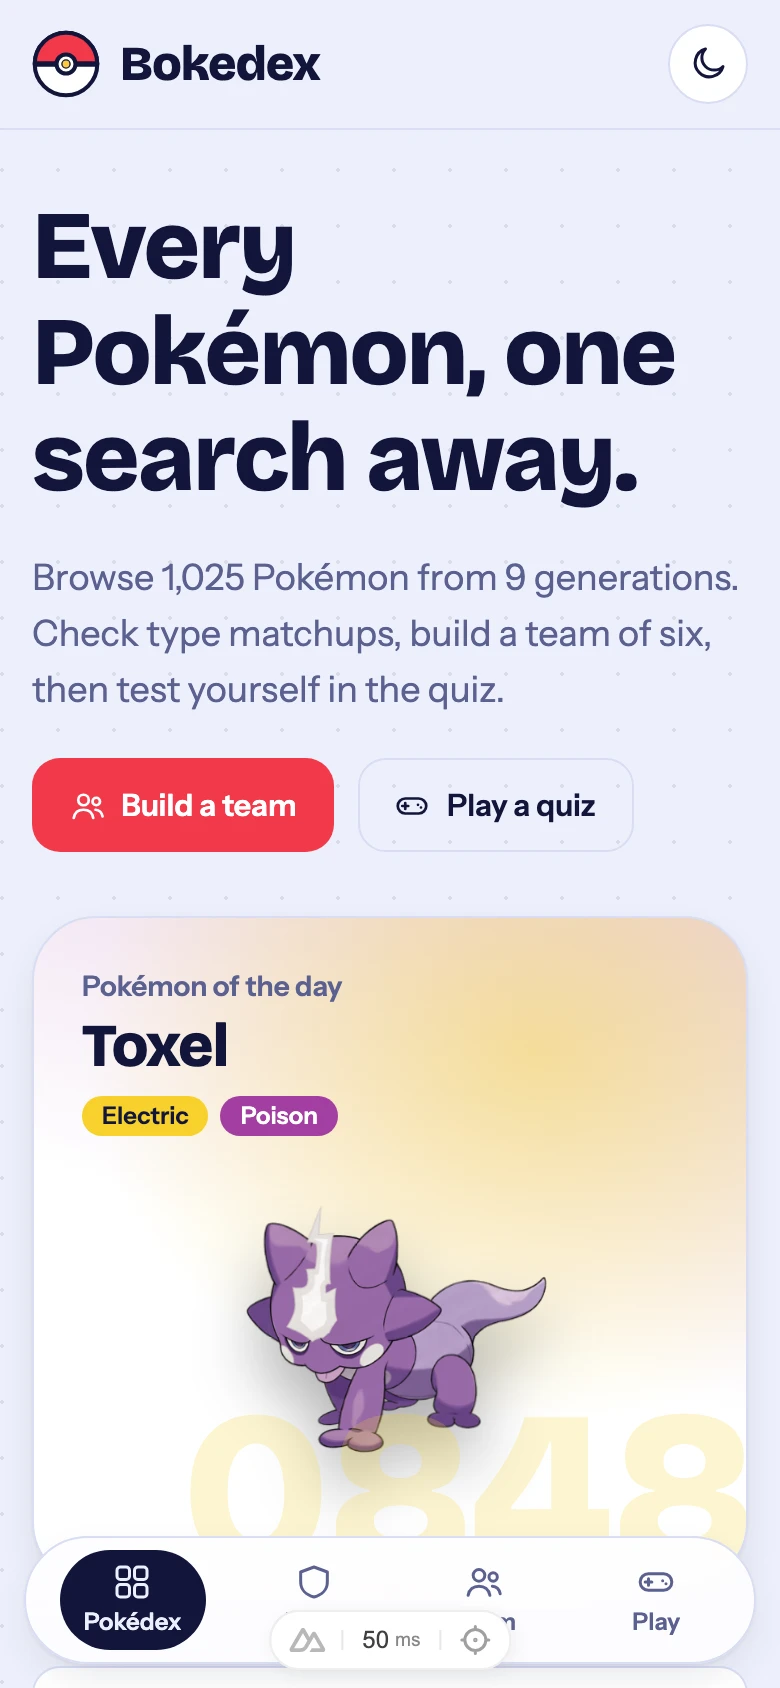 Bokedex
Every
Pokémon, one
search away.
Browse 1,025 Pokémon from 9 generations.
Check type matchups, build a team of six,
then test yourself in the quiz.
Build a team
Play a quiz
Pokémon of the day
Toxel
Electric
Poison
0848
Pokédex
Play
50 ms